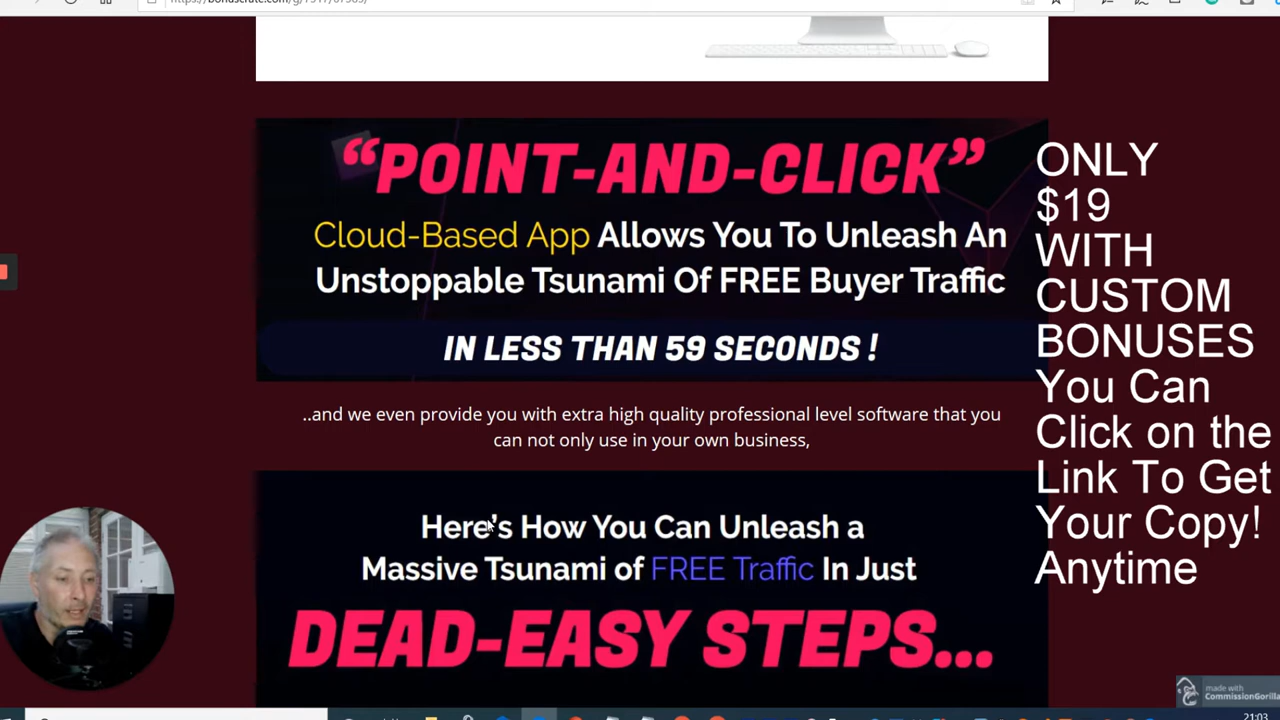 “POINT-AND-CLICK”
Cloud-Based App Allows You To Unleash An
Unstoppable Tsunami Of FREE Buyer Traffic
IN LESS THAN 59 SECONDS !
..and we even provide you with extra high quality professional level software that you
can not only use in your own business,
Here's How You Can Unleash a
Massive Tsunami of FREE Traffic In Just
DEAD-EASY STEPS...
ONLY
$19
WITH
CUSTOM
BONUSES
You Can
Click on the
Link To Get
Your Copy!
Anytime
made with
CommissionGorilla
21:03